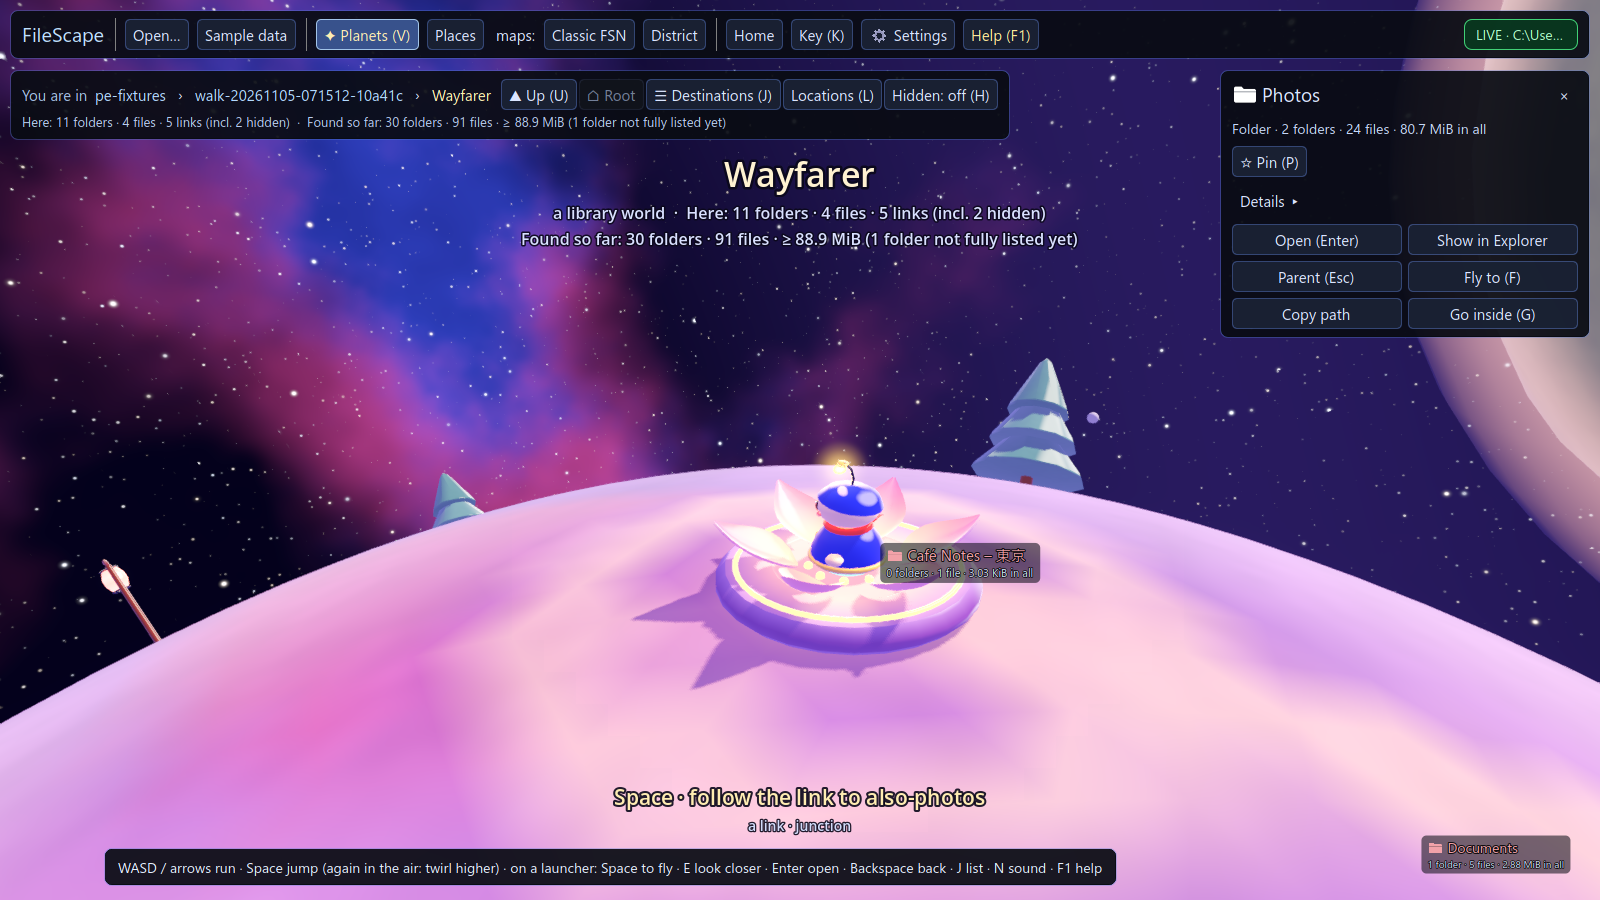 FileScape Open... Sample data ✦ Planets (V) Places maps: Classic FSN District Home Key (K) Settings Help (F1) LIVE · C:\Use...
You are in pe-fixtures › walk-20261105-071512-10a41c › Wayfarer ▲ Up (U) Root ☰ Destinations (J) Locations (L) Hidden: off (H)
Here: 11 folders · 4 files · 5 links (incl. 2 hidden) · Found so far: 30 folders · 91 files · ≥ 88.9 MiB (1 folder not fully listed yet)
Photos ×
Folder · 2 folders · 24 files · 80.7 MiB in all
☆ Pin (P)
Details ▸
Open (Enter) Show in Explorer
Parent (Esc) Fly to (F)
Copy path Go inside (G)
Wayfarer
a library world · Here: 11 folders · 4 files · 5 links (incl. 2 hidden)
Found so far: 30 folders · 91 files · ≥ 88.9 MiB (1 folder not fully listed yet)
Café Notes – 東京
0 folders · 1 file · 3.03 KiB in all
Space · follow the link to also-photos
a link · junction
Documents
1 folder · 5 files · 2.88 MiB in all
WASD / arrows run · Space jump (again in the air: twirl higher) · on a launcher: Space to fly · E look closer · Enter open · Backspace back · J list · N sound · F1 help